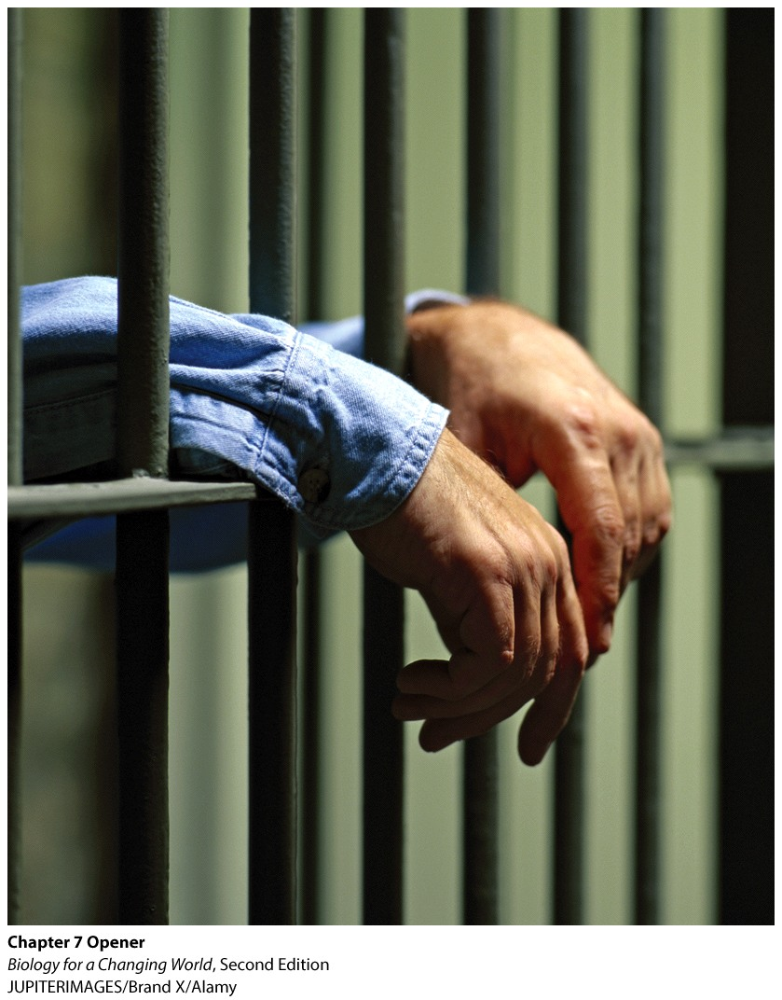 Chapter 7 Opener
Biology for a Changing World, Second Edition
JUPITERIMAGES/Brand X/Alamy